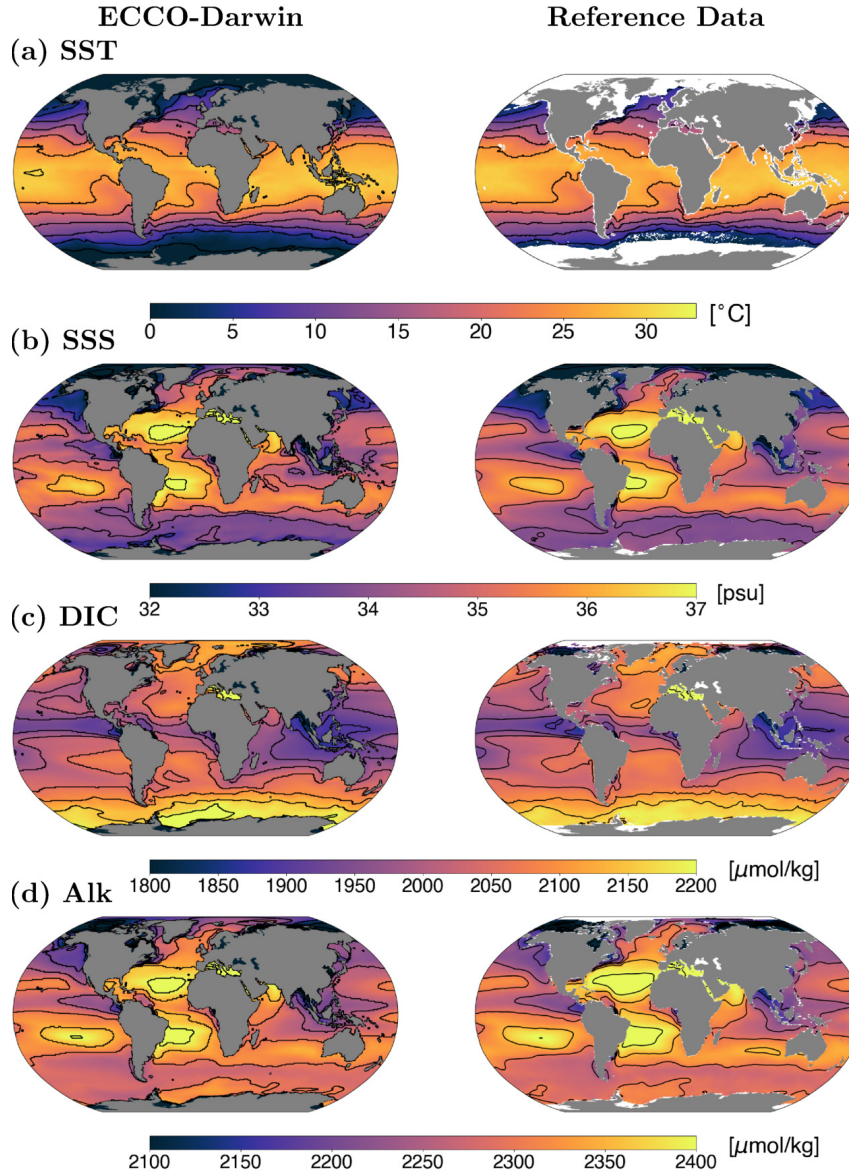 ECCO-Darwin Reference Data
(a) SST
0 5 10 15 20 25 30 [°C]
(b) SSS
32 33 34 35 36 37 [psu]
(c) DIC
1800 1850 1900 1950 2000 2050 2100 2150 2200 [μmol/kg]
(d) Alk
2100 2150 2200 2250 2300 2350 2400 [μmol/kg]